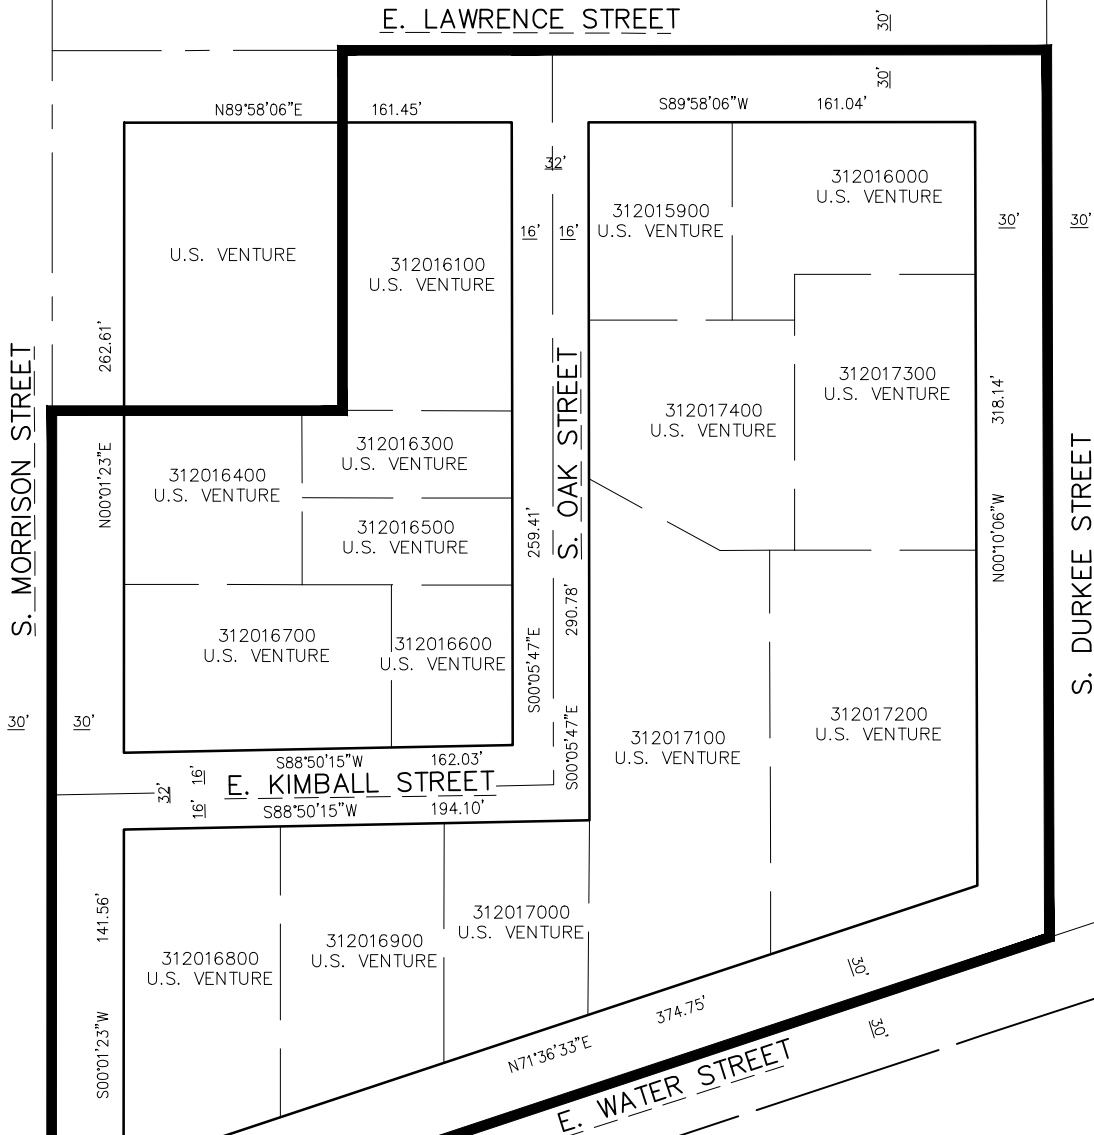 E. LAWRENCE STREET
30'
30'
N89°58'06"E
161.45'
S89°58'06"W
161.04'
32'
16'
16'
30'
30'
U.S. VENTURE
312016100
U.S. VENTURE
312015900
U.S. VENTURE
312016000
U.S. VENTURE
262.61'
N00°01'23"E
S. MORRISON STREET
312016300
U.S. VENTURE
312016400
U.S. VENTURE
312016500
U.S. VENTURE
312017400
U.S. VENTURE
312017300
U.S. VENTURE
318.14'
N00°10'06"W
S. OAK STREET
S. DURKEE STREET
259.41'
S00°05'47"E
290.78'
S00°05'47"E
312016700
U.S. VENTURE
312016600
U.S. VENTURE
30'
30'
312017100
U.S. VENTURE
312017200
U.S. VENTURE
S88°50'15"W
162.03'
16'
E. KIMBALL STREET
32'
16'
S88°50'15"W
194.10'
141.56'
S00°01'23"W
312016800
U.S. VENTURE
312016900
U.S. VENTURE
312017000
U.S. VENTURE
30'
30'
N71°36'33"E
374.75'
E. WATER STREET